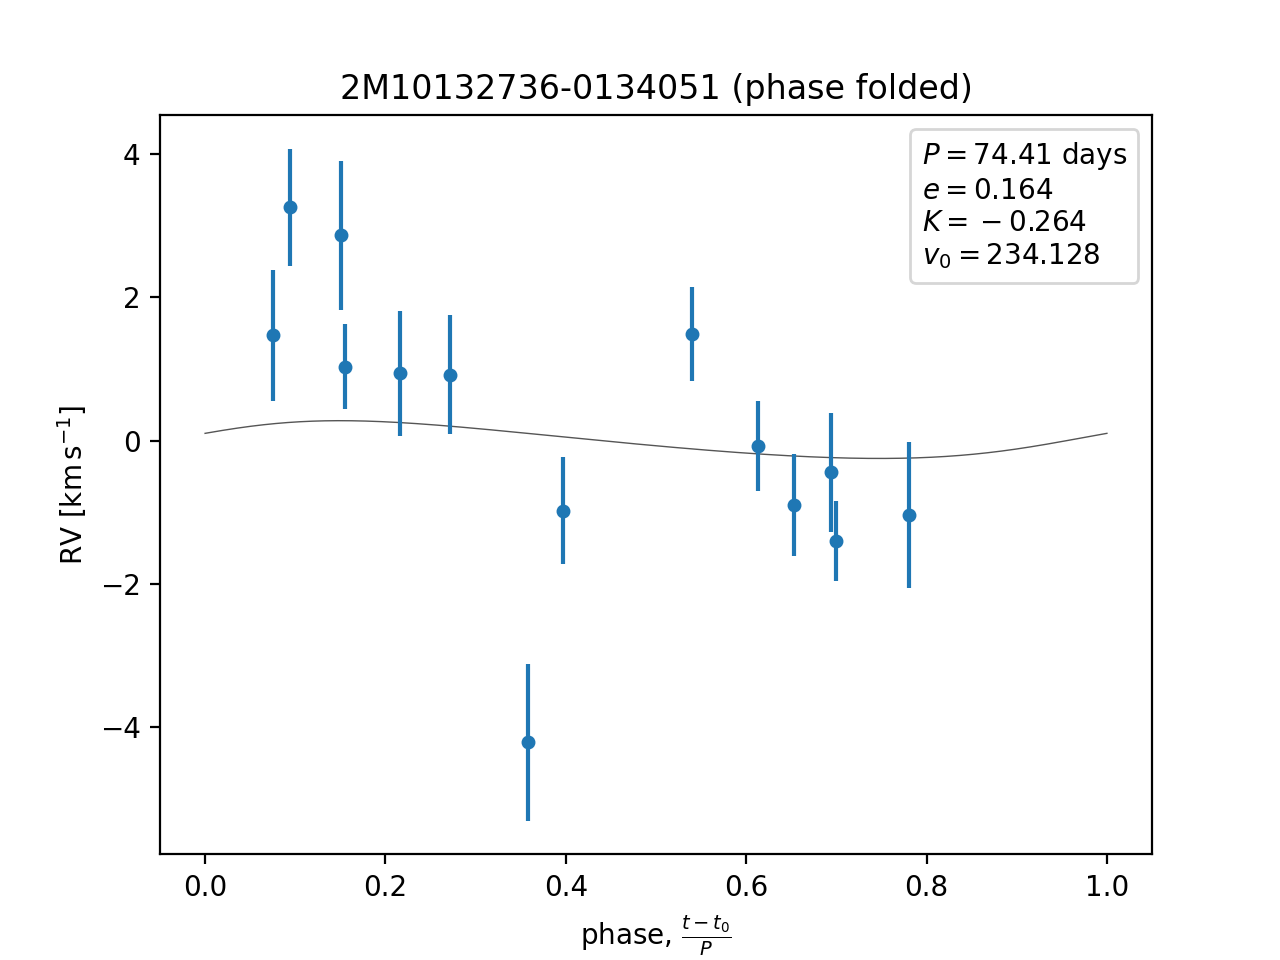 2M10132736-0134051 (phase folded)
P = 74.41 days
e = 0.164
K = −0.264
v₀ = 234.128
4
2
0
−2
−4
RV [km s⁻¹]
0.0 0.2 0.4 0.6 0.8 1.0
phase, (t − t₀)/P